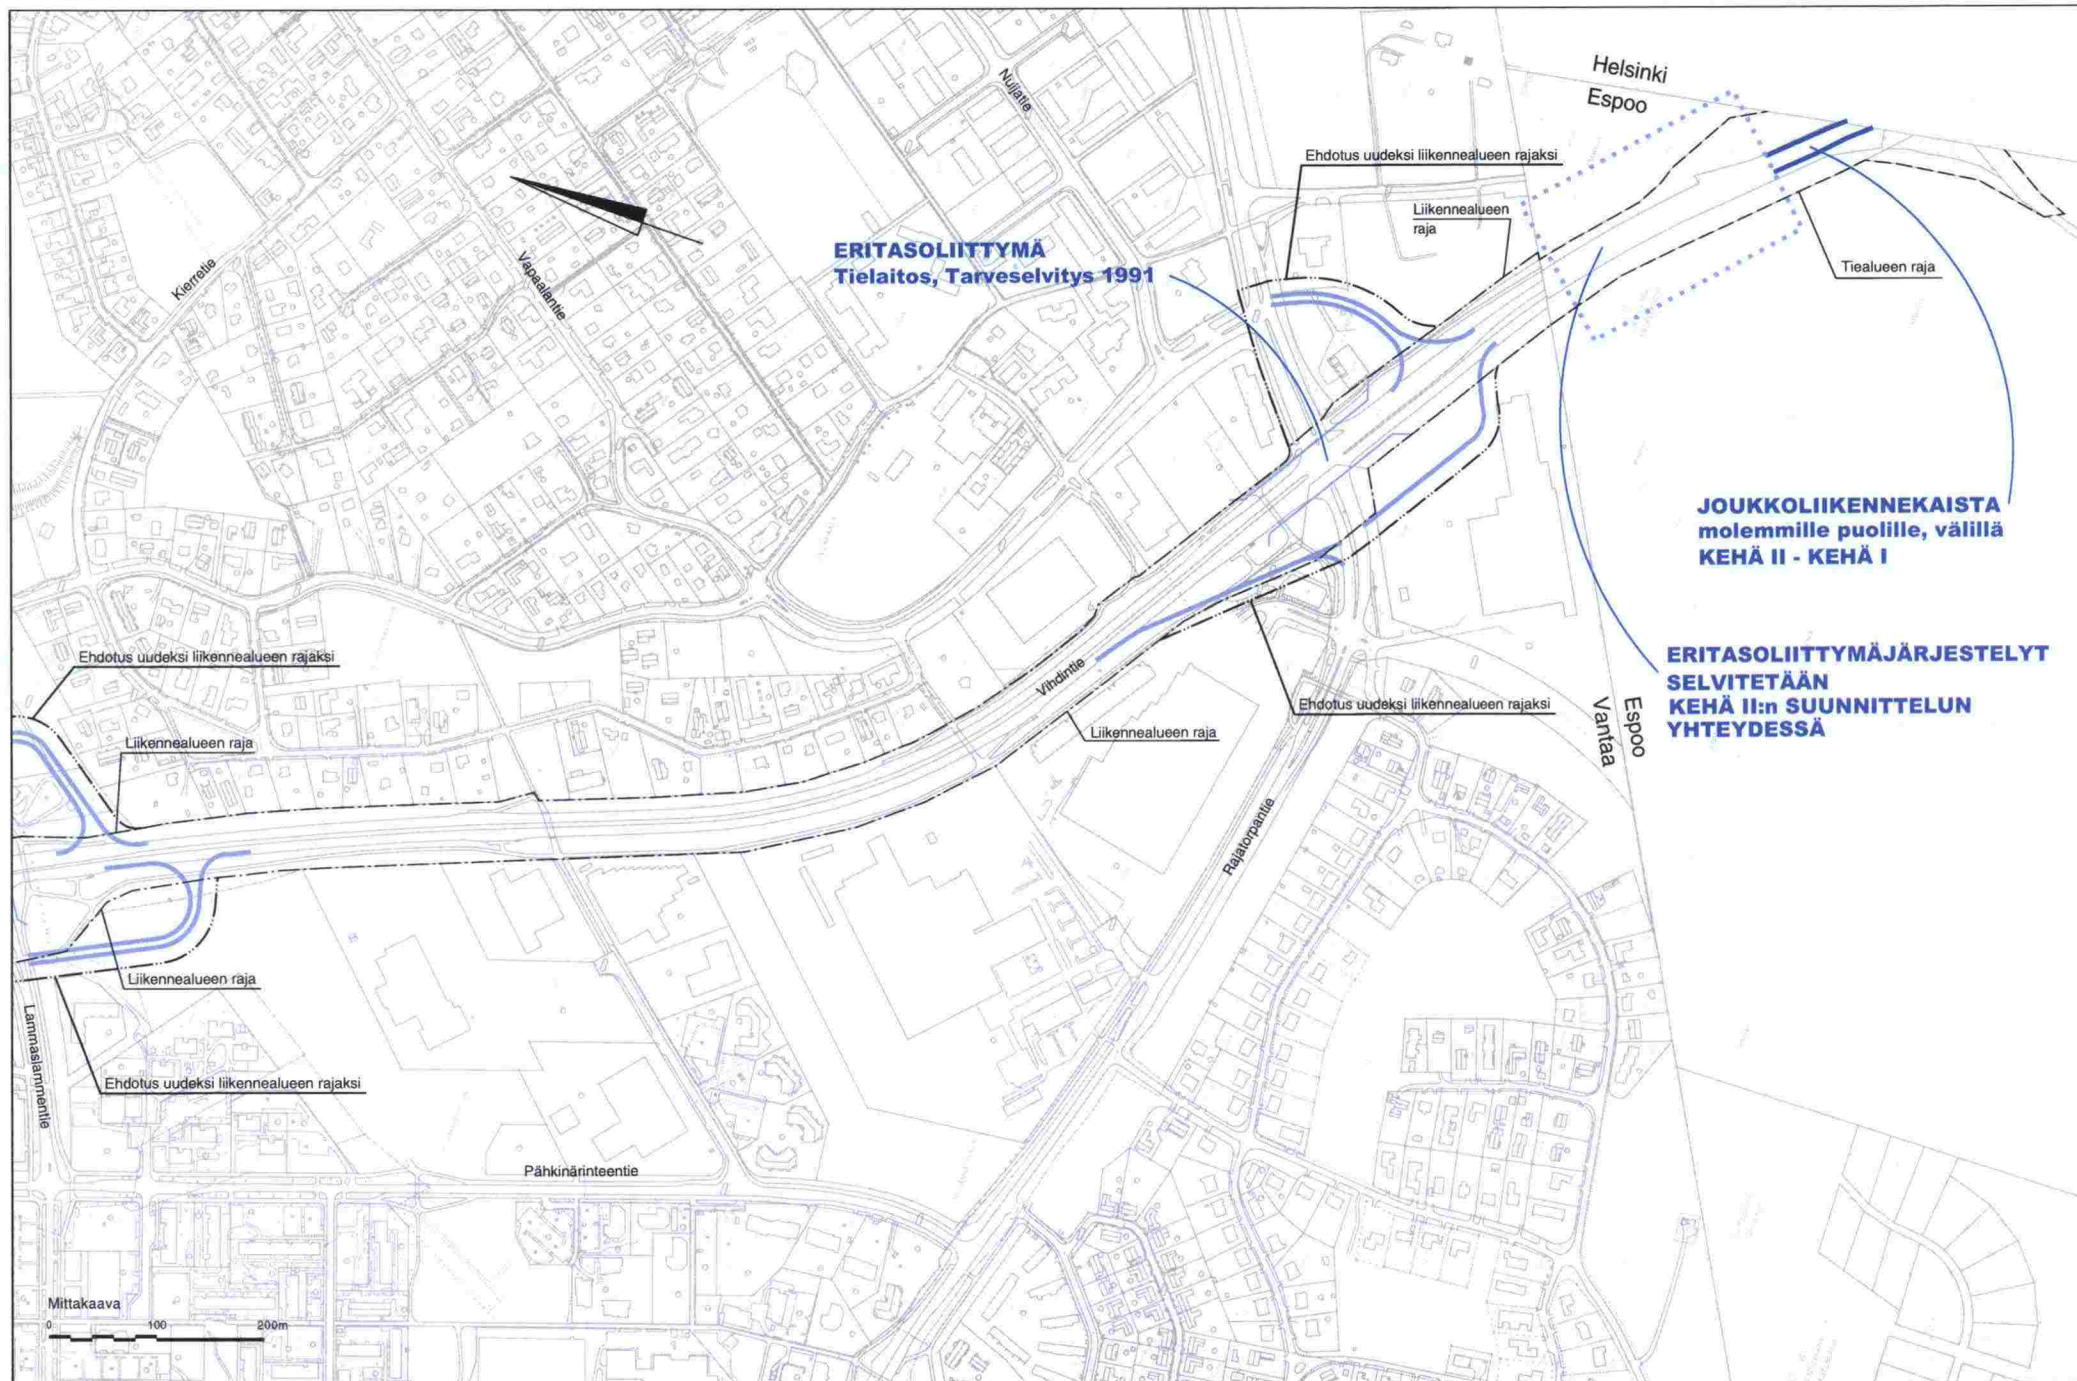 Helsinki
Espoo
Nuijatie
Ehdotus uudeksi liikennealueen rajaksi
Liikennealueen
raja
ERITASOLIITTYMÄ
Tielaitos, Tarveselvitys 1991
Tiealueen raja
Kierretie
Vapaalantie
JOUKKOLIIKENNEKAISTA
molemmille puolille, välillä
KEHÄ II - KEHÄ I
ERITASOLIITTYMÄJÄRJESTELYT
SELVITETÄÄN
KEHÄ II:n SUUNNITTELUN
YHTEYDESSÄ
Espoo
Vantaa
Ehdotus uudeksi liikennealueen rajaksi
Vihdintie
Ehdotus uudeksi liikennealueen rajaksi
Liikennealueen raja
Liikennealueen raja
Rajatorpantie
Liikennealueen raja
Lammaslammentie
Ehdotus uudeksi liikennealueen rajaksi
Pähkinärinteentie
Mittakaava
0 100 200m